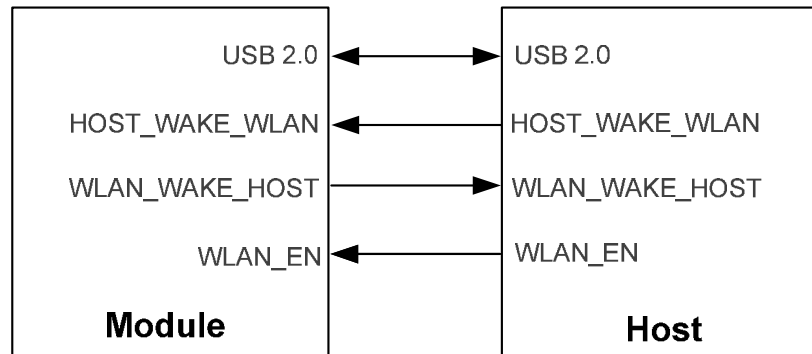 USB 2.0
HOST_WAKE_WLAN
WLAN_WAKE_HOST
WLAN_EN
Module
USB 2.0
HOST_WAKE_WLAN
WLAN_WAKE_HOST
WLAN_EN
Host